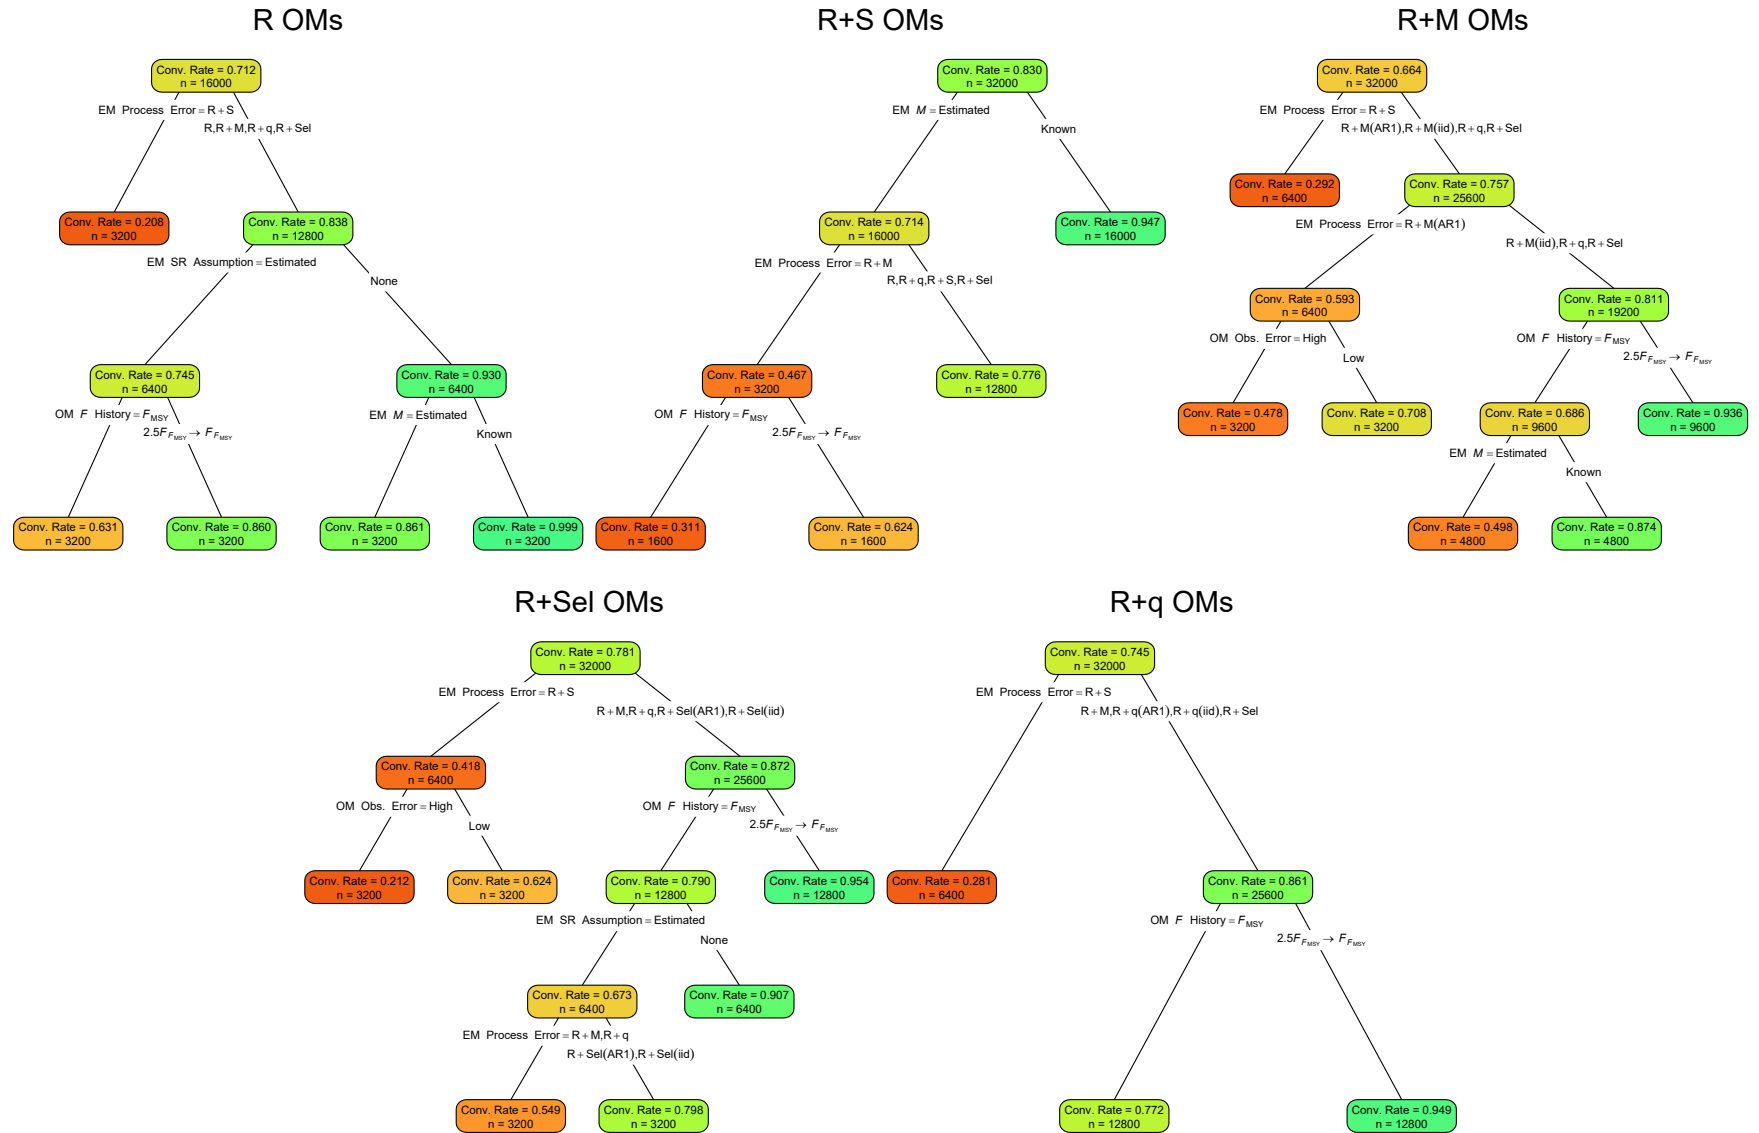 R OMs
Conv. Rate = 0.712
n = 16000
EM Process Error = R + S
R,R + M,R + q,R + Sel
Conv. Rate = 0.208
n = 3200
Conv. Rate = 0.838
n = 12800
EM SR Assumption = Estimated
None
Conv. Rate = 0.745
n = 6400
Conv. Rate = 0.930
n = 6400
OM F History = F_MSY
2.5F_F_MSY → F_F_MSY
EM M = Estimated
Known
Conv. Rate = 0.631
n = 3200
Conv. Rate = 0.860
n = 3200
Conv. Rate = 0.861
n = 3200
Conv. Rate = 0.999
n = 3200
R+S OMs
Conv. Rate = 0.830
n = 32000
EM M = Estimated
Known
Conv. Rate = 0.714
n = 16000
Conv. Rate = 0.947
n = 16000
EM Process Error = R + M
R,R + q,R + S,R + Sel
Conv. Rate = 0.467
n = 3200
Conv. Rate = 0.776
n = 12800
OM F History = F_MSY
2.5F_F_MSY → F_F_MSY
Conv. Rate = 0.311
n = 1600
Conv. Rate = 0.624
n = 1600
R+M OMs
Conv. Rate = 0.664
n = 32000
EM Process Error = R + S
R + M(AR1),R + M(iid),R + q,R + Sel
Conv. Rate = 0.292
n = 6400
Conv. Rate = 0.757
n = 25600
EM Process Error = R + M(AR1)
R + M(iid),R + q,R + Sel
Conv. Rate = 0.593
n = 6400
Conv. Rate = 0.811
n = 19200
OM Obs. Error = High
Low
OM F History = F_MSY
2.5F_F_MSY → F_F_MSY
Conv. Rate = 0.478
n = 3200
Conv. Rate = 0.708
n = 3200
Conv. Rate = 0.686
n = 9600
Conv. Rate = 0.936
n = 9600
EM M = Estimated
Known
Conv. Rate = 0.498
n = 4800
Conv. Rate = 0.874
n = 4800
R+Sel OMs
Conv. Rate = 0.781
n = 32000
EM Process Error = R + S
R + M,R + q,R + Sel(AR1),R + Sel(iid)
Conv. Rate = 0.418
n = 6400
Conv. Rate = 0.872
n = 25600
OM Obs. Error = High
Low
OM F History = F_MSY
2.5F_F_MSY → F_F_MSY
Conv. Rate = 0.212
n = 3200
Conv. Rate = 0.624
n = 3200
Conv. Rate = 0.790
n = 12800
Conv. Rate = 0.954
n = 12800
EM SR Assumption = Estimated
None
Conv. Rate = 0.673
n = 6400
Conv. Rate = 0.907
n = 6400
EM Process Error = R + M,R + q
R + Sel(AR1),R + Sel(iid)
Conv. Rate = 0.549
n = 3200
Conv. Rate = 0.798
n = 3200
R+q OMs
Conv. Rate = 0.745
n = 32000
EM Process Error = R + S
R + M,R + q(AR1),R + q(iid),R + Sel
Conv. Rate = 0.281
n = 6400
Conv. Rate = 0.861
n = 25600
OM F History = F_MSY
2.5F_F_MSY → F_F_MSY
Conv. Rate = 0.772
n = 12800
Conv. Rate = 0.949
n = 12800